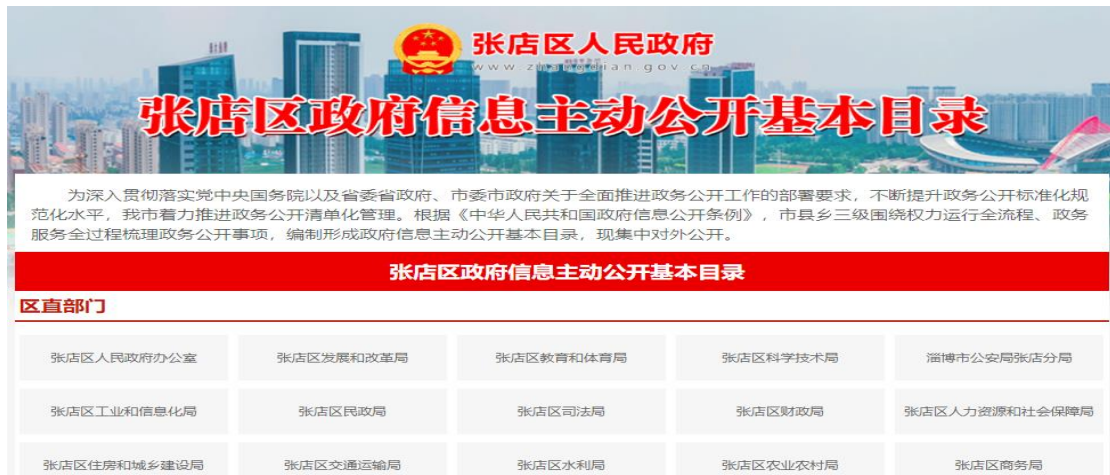 张店区人民政府
www.zhangdian.gov.cn
张店区政府信息主动公开基本目录
为深入贯彻落实党中央国务院以及省委省政府、市委市政府关于全面推进政务公开工作的部署要求，不断提升政务公开标准化规
范化水平，我市着力推进政务公开清单化管理。根据《中华人民共和国政府信息公开条例》，市县乡三级围绕权力运行全流程、政务
服务全过程梳理政务公开事项，编制形成政府信息主动公开基本目录，现集中对外公开。
张店区政府信息主动公开基本目录
区直部门
张店区人民政府办公室 张店区发展和改革局 张店区教育和体育局 张店区科学技术局 淄博市公安局张店分局
张店区工业和信息化局 张店区民政局 张店区司法局 张店区财政局 张店区人力资源和社会保障局
张店区住房和城乡建设局 张店区交通运输局 张店区水利局 张店区农业农村局 张店区商务局